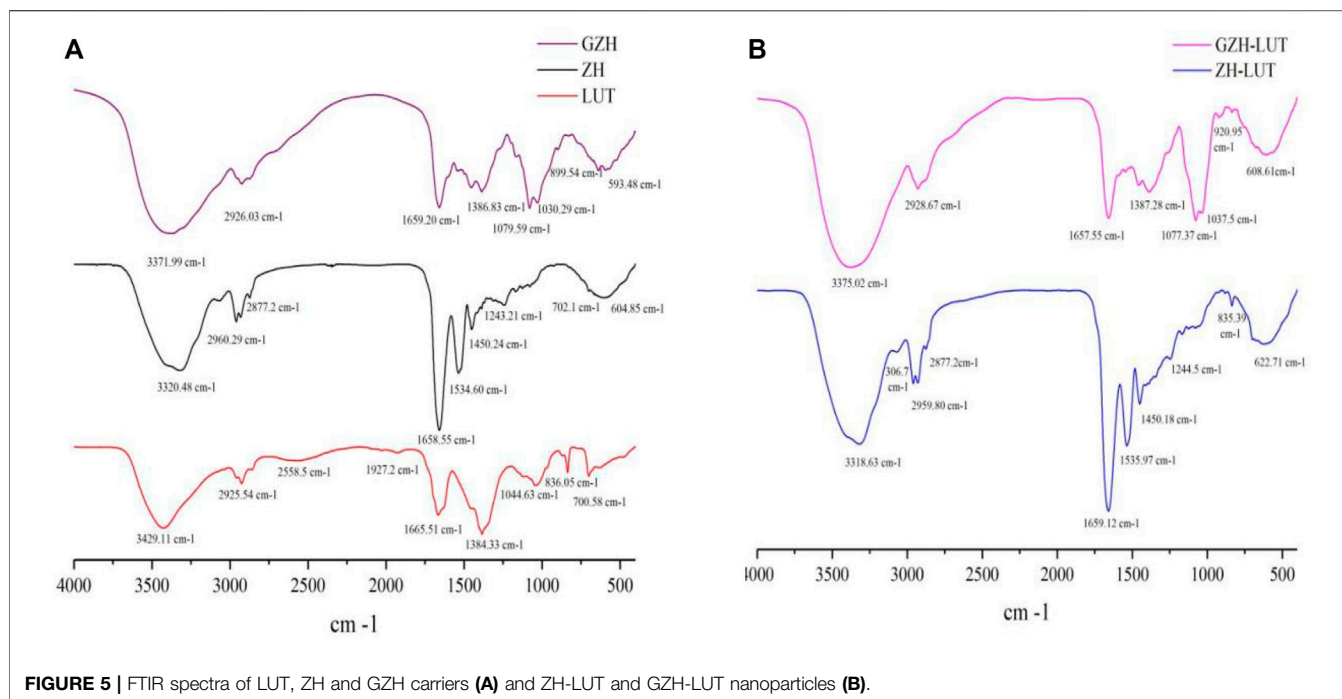 A
GZH
ZH
LUT
2926.03 cm-1
3371.99 cm-1
1659.20 cm-1
1386.83 cm-1
1079.59 cm-1
1030.29 cm-1
899.54 cm-1
593.48 cm-1
2877.2 cm-1
2960.29 cm-1
3320.48 cm-1
1658.55 cm-1
1534.60 cm-1
1450.24 cm-1
1243.21 cm-1
702.1 cm-1
604.85 cm-1
3429.11 cm-1
2925.54 cm-1
2558.5 cm-1
1927.2 cm-1
1665.51 cm-1
1384.33 cm-1
1044.63 cm-1
836.05 cm-1
700.58 cm-1
4000 3500 3000 2500 2000 1500 1000 500
cm -1
B
GZH-LUT
ZH-LUT
2928.67 cm-1
3375.02 cm-1
1657.55 cm-1
1387.28 cm-1
1077.37 cm-1
1037.5 cm-1
920.95
cm-1
608.61cm-1
306.7
cm-1
2877.2cm-1
2959.80 cm-1
3318.63 cm-1
1659.12 cm-1
1535.97 cm-1
1450.18 cm-1
1244.5 cm-1
835.39
cm-1
622.71 cm-1
4000 3500 3000 2500 2000 1500 1000 500
cm -1
FIGURE 5 | FTIR spectra of LUT, ZH and GZH carriers (A) and ZH-LUT and GZH-LUT nanoparticles (B).